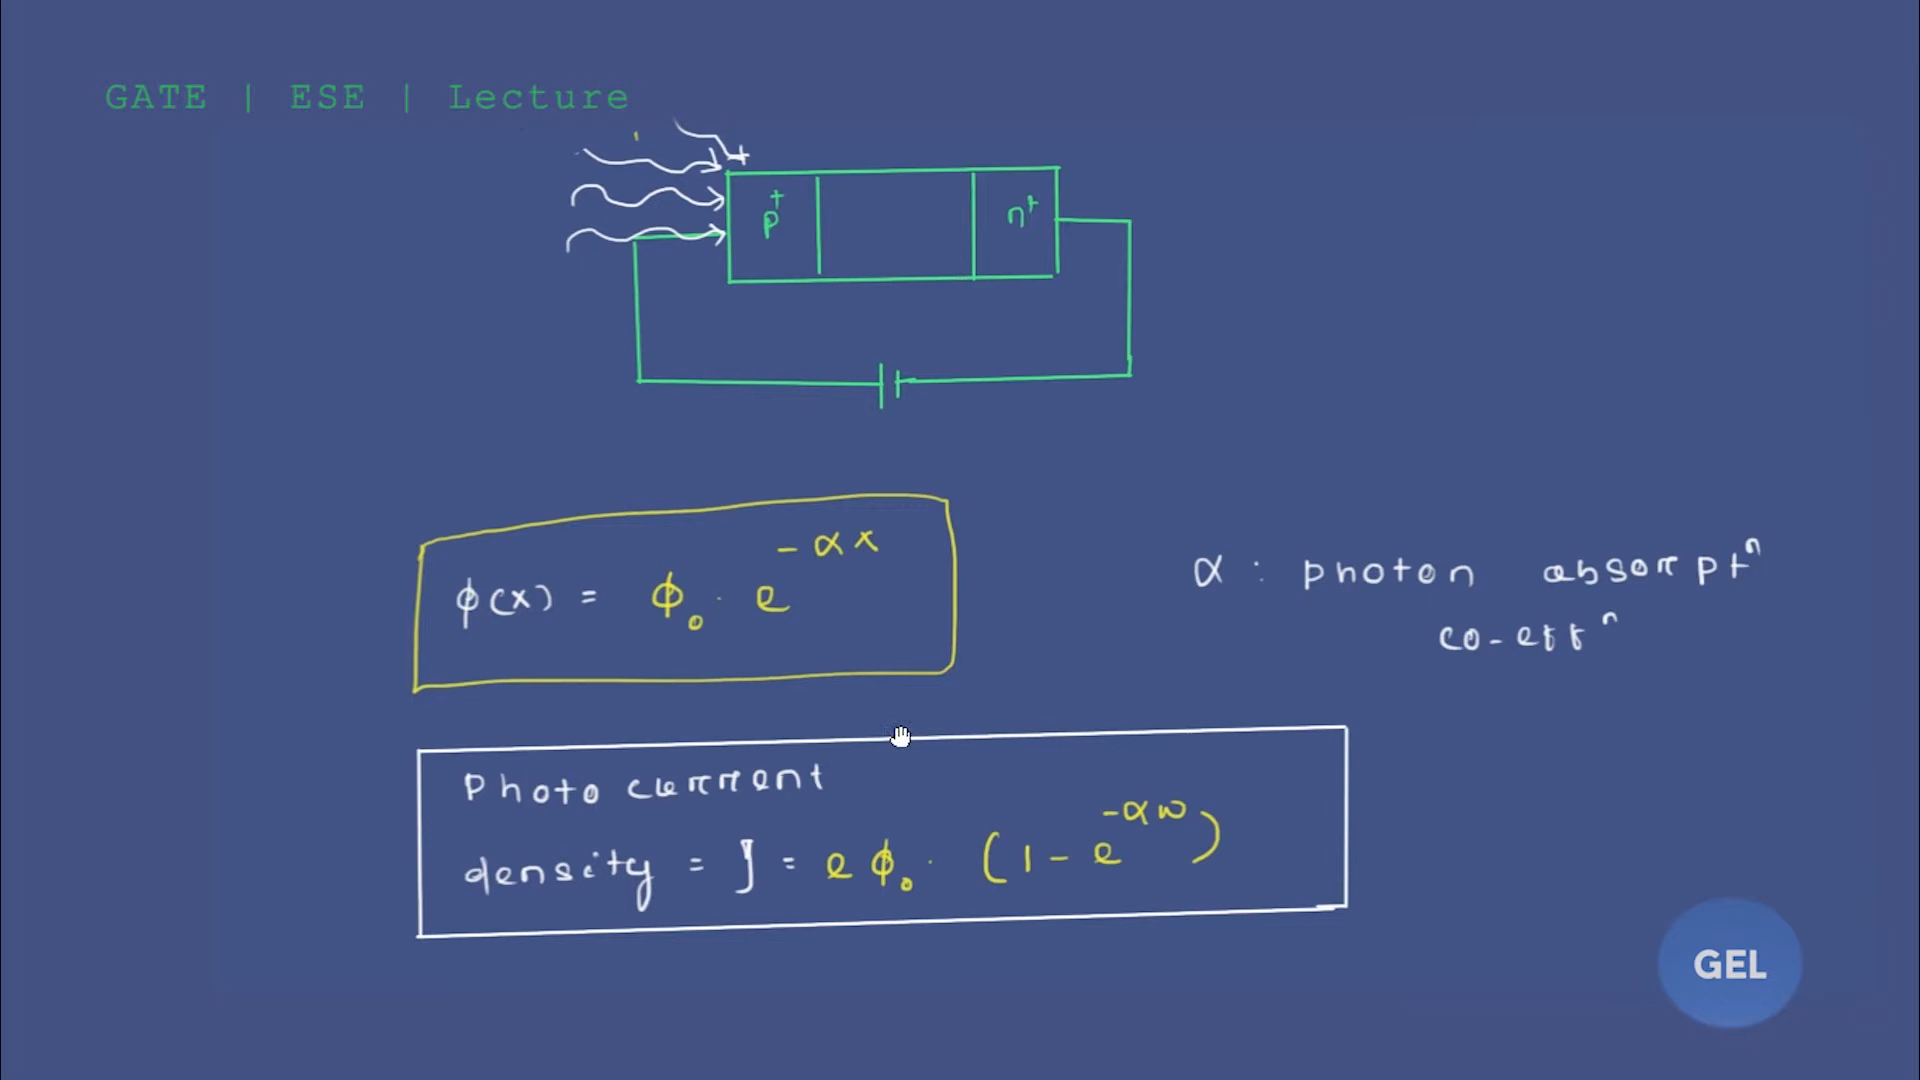 GATE | ESE | Lecture
p⁺ n⁺
ϕ(x) = ϕ₀ · e^(-αx)
α : photon absorptⁿ
co-effⁿ
Photo current
density = J = e ϕ₀ · (1 - e^(-αw))
GEL